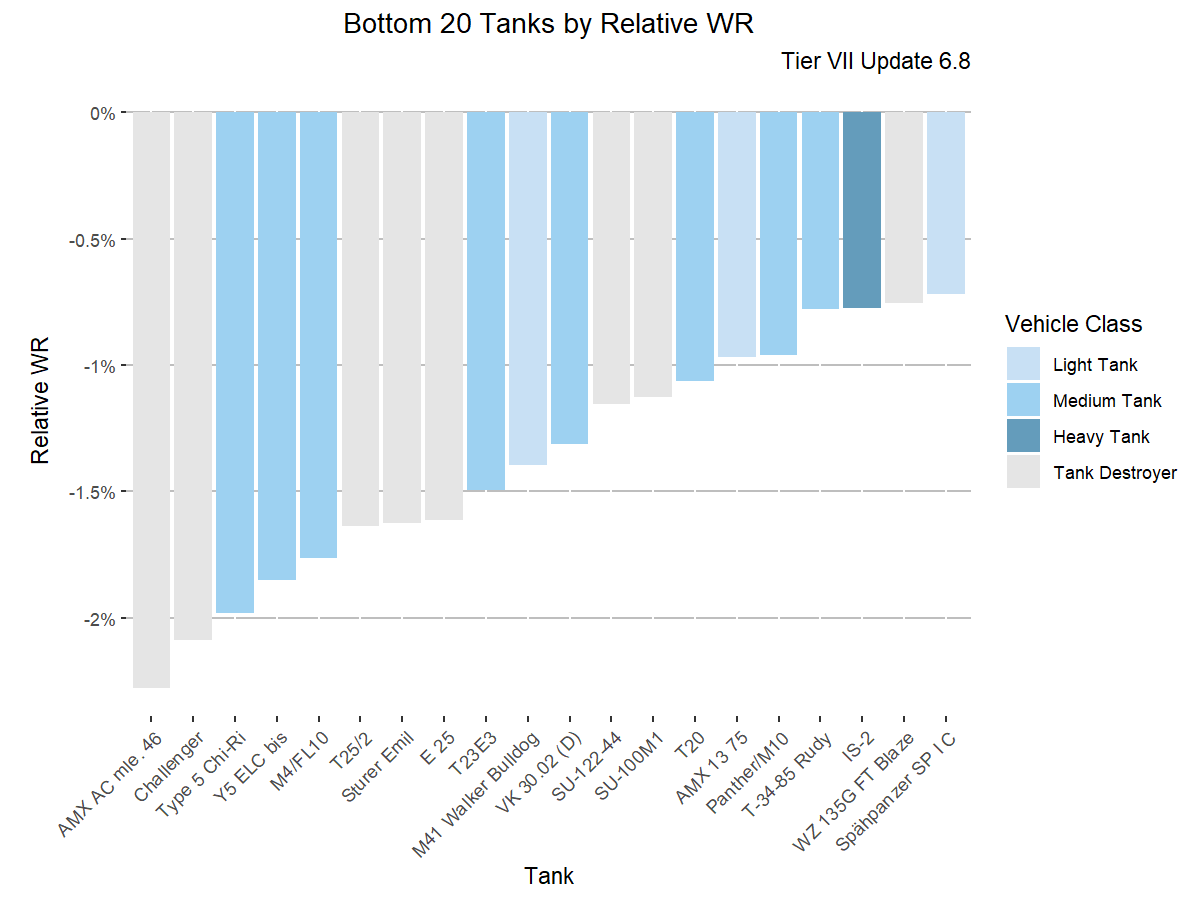 Bottom 20 Tanks by Relative WR
Tier VII Update 6.8
Relative WR
0%
-0.5%
-1%
-1.5%
-2%
AMX AC mle. 46
Challenger
Type 5 Chi-Ri
Y5 ELC bis
M4/FL10
T25/2
Sturer Emil
E 25
T23E3
M41 Walker Bulldog
VK 30.02 (D)
SU-122-44
SU-100M1
T20
AMX 13 75
Panther/M10
T-34-85 Rudy
IS-2
WZ 135G FT Blaze
Spähpanzer SP I C
Tank
Vehicle Class
Light Tank
Medium Tank
Heavy Tank
Tank Destroyer